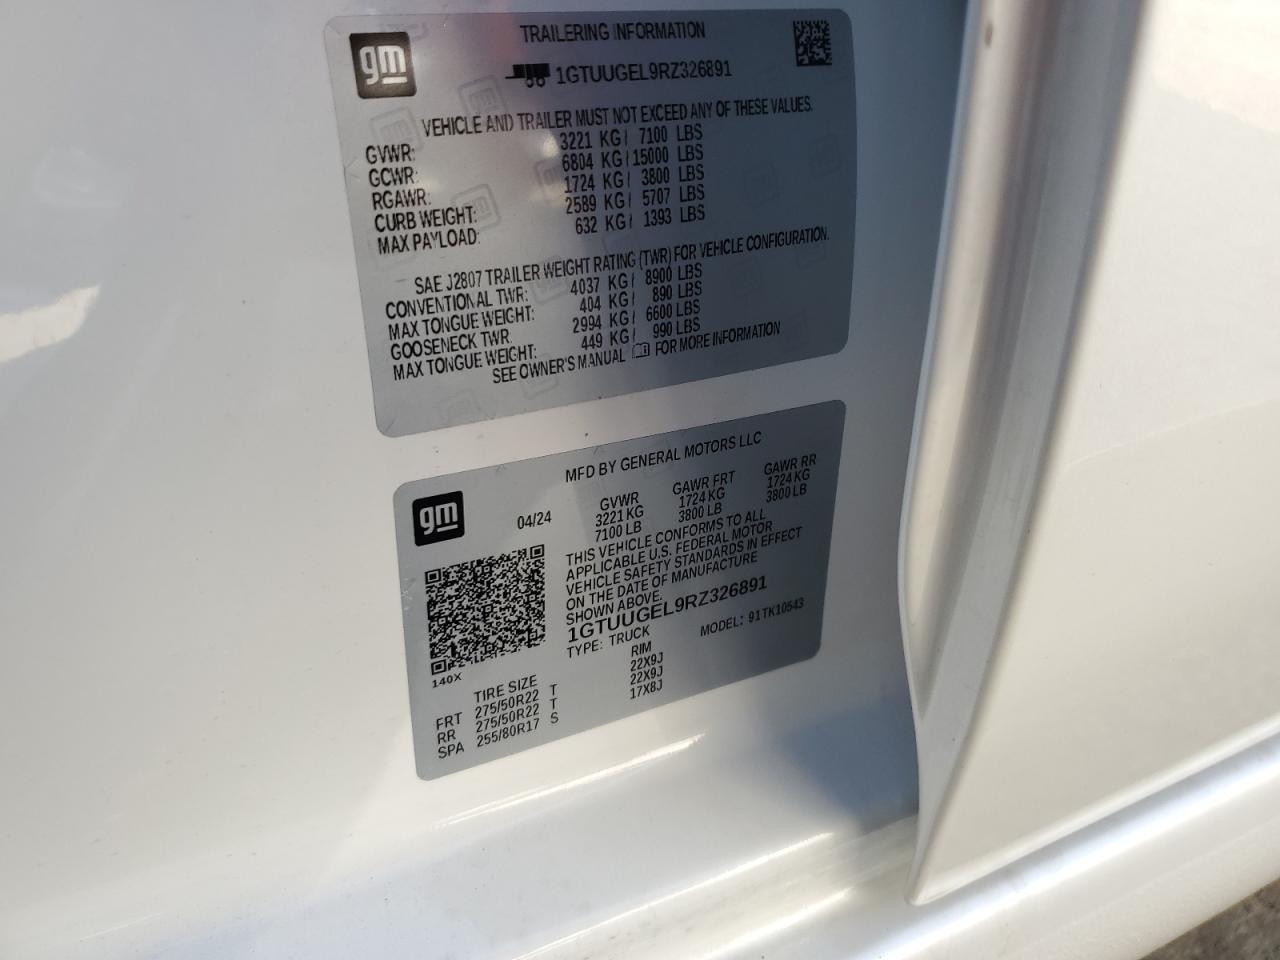 gm
TRAILERING INFORMATION
1GTUUGEL9RZ326891
VEHICLE AND TRAILER MUST NOT EXCEED ANY OF THESE VALUES.
GVWR: 3221 KG / 7100 LBS
GCWR: 6804 KG / 15000 LBS
RGAWR: 1724 KG / 3800 LBS
CURB WEIGHT: 2589 KG / 5707 LBS
MAX PAYLOAD: 632 KG / 1393 LBS
SAE J2807 TRAILER WEIGHT RATING (TWR) FOR VEHICLE CONFIGURATION.
CONVENTIONAL TWR: 4037 KG / 8900 LBS
MAX TONGUE WEIGHT: 404 KG / 890 LBS
GOOSENECK TWR: 2994 KG / 6600 LBS
MAX TONGUE WEIGHT: 449 KG / 990 LBS
SEE OWNER'S MANUAL FOR MORE INFORMATION
gm
MFD BY GENERAL MOTORS LLC
04/24 GVWR GAWR FRT GAWR RR
3221 KG 1724 KG 1724 KG
7100 LB 3800 LB 3800 LB
THIS VEHICLE CONFORMS TO ALL
APPLICABLE U.S. FEDERAL MOTOR
VEHICLE SAFETY STANDARDS IN EFFECT
ON THE DATE OF MANUFACTURE
SHOWN ABOVE.
1GTUUGEL9RZ326891
TYPE: TRUCK MODEL: 91TK10543
140X
TIRE SIZE RIM
FRT 275/50R22 T 22X9J
RR 275/50R22 T 22X9J
SPA 255/80R17 S 17X8J